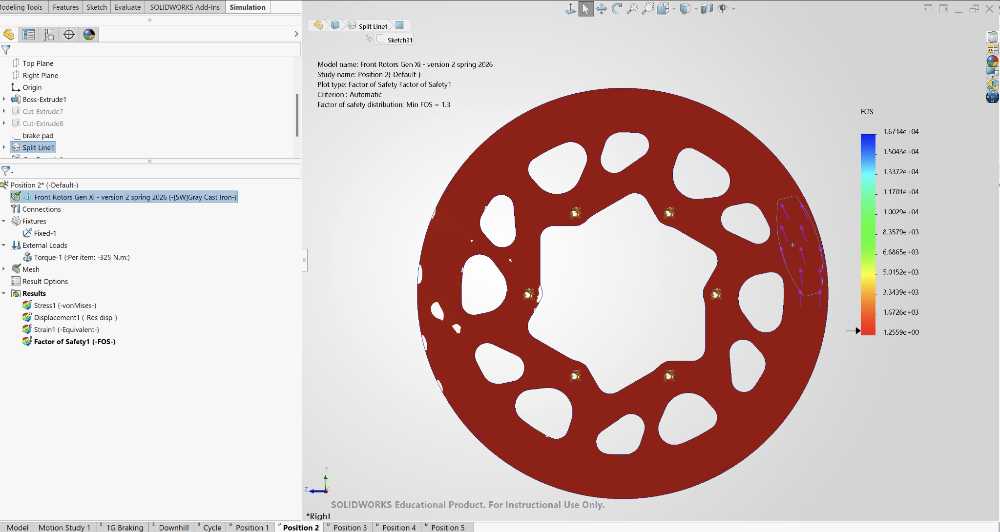 Modeling Tools
Features
Sketch
Evaluate
SOLIDWORKS Add-Ins
Simulation
Top Plane
Right Plane
Origin
Boss-Extrude1
Cut-Extrude7
Cut-Extrude8
brake pad
Split Line1
Position 2* (-Default-)
Front Rotors Gen Xi - version 2 spring 2026 (-[SW]Gray Cast Iron-)
Connections
Fixtures
Fixed-1
External Loads
Torque-1 (:Per item: -325 N.m:)
Mesh
Result Options
Results
Stress1 (-vonMises-)
Displacement1 (-Res disp-)
Strain1 (-Equivalent-)
Factor of Safety1 (-FOS-)
Split Line1
Sketch31
Model name: Front Rotors Gen Xi - version 2 spring 2026
Study name: Position 2(-Default-)
Plot type: Factor of Safety Factor of Safety1
Criterion : Automatic
Factor of safety distribution: Min FOS = 1.3
FOS
1.6714e+04
1.5043e+04
1.3372e+04
1.1701e+04
1.0029e+04
8.3579e+03
6.6865e+03
5.0152e+03
3.3439e+03
1.6726e+03
1.2559e+00
Y
Z
SOLIDWORKS Educational Product. For Instructional Use Only.
*Right
Model
Motion Study 1
1G Braking
Downhill
Cycle
Position 1
Position 2
Position 3
Position 4
Position 5